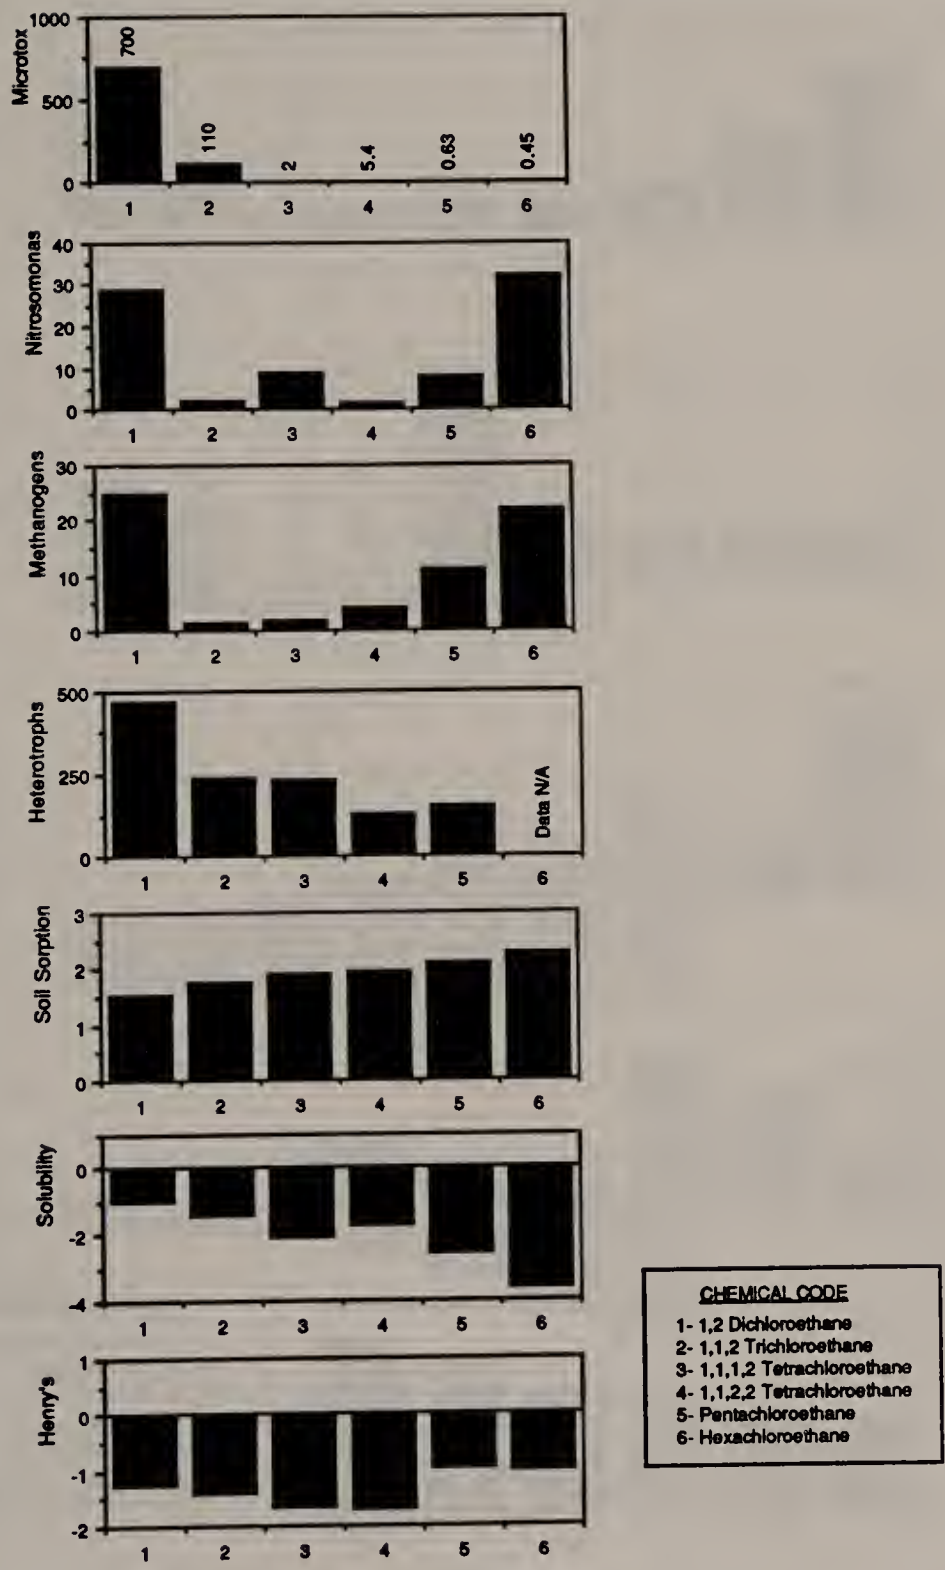 Microtox
1000
500
0
700
110
2
5.4
0.63
0.45
1 2 3 4 5 6
Nitrosomonas
40
30
20
10
0
1 2 3 4 5 6
Methanogens
30
20
10
0
1 2 3 4 5 6
Heterotrophs
500
250
0
Data N/A
1 2 3 4 5 6
Soil Sorption
3
2
1
0
1 2 3 4 5 6
Solubility
0
-2
-4
1 2 3 4 5 6
Henry's
1
0
-1
-2
1 2 3 4 5 6
CHEMICAL CODE
1- 1,2 Dichloroethane
2- 1,1,2 Trichloroethane
3- 1,1,1,2 Tetrachloroethane
4- 1,1,2,2 Tetrachloroethane
5- Pentachloroethane
6- Hexachloroethane